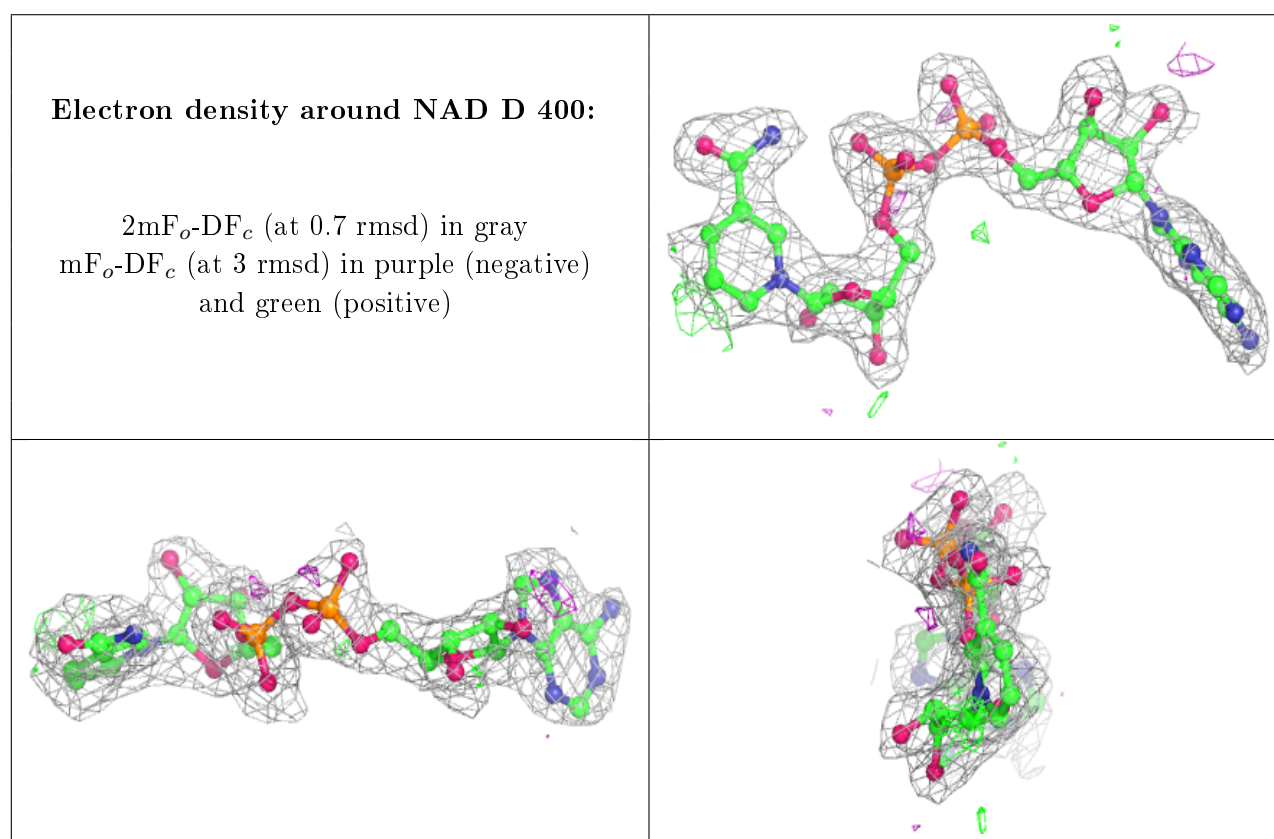 Electron density around NAD D 400:
2mFo-DFc (at 0.7 rmsd) in gray
mFo-DFc (at 3 rmsd) in purple (negative)
and green (positive)